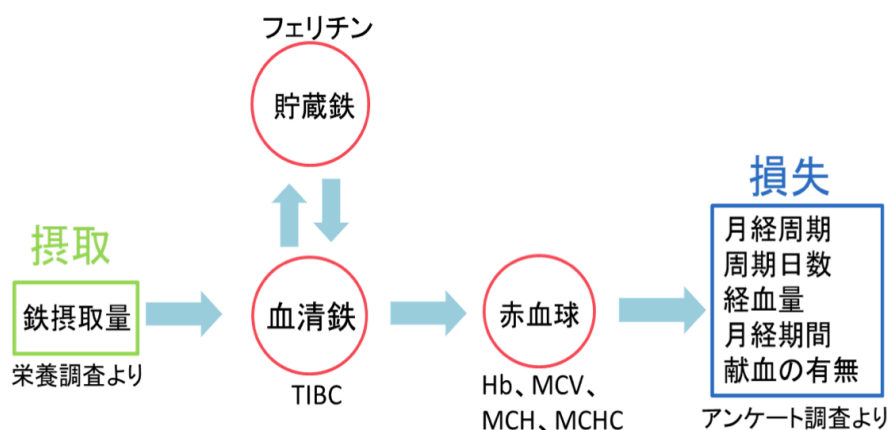 フェリチン
貯蔵鉄
摂取
鉄摂取量
栄養調査より
血清鉄
TIBC
赤血球
Hb、MCV、
MCH、MCHC
損失
月経周期
周期日数
経血量
月経期間
献血の有無
アンケート調査より